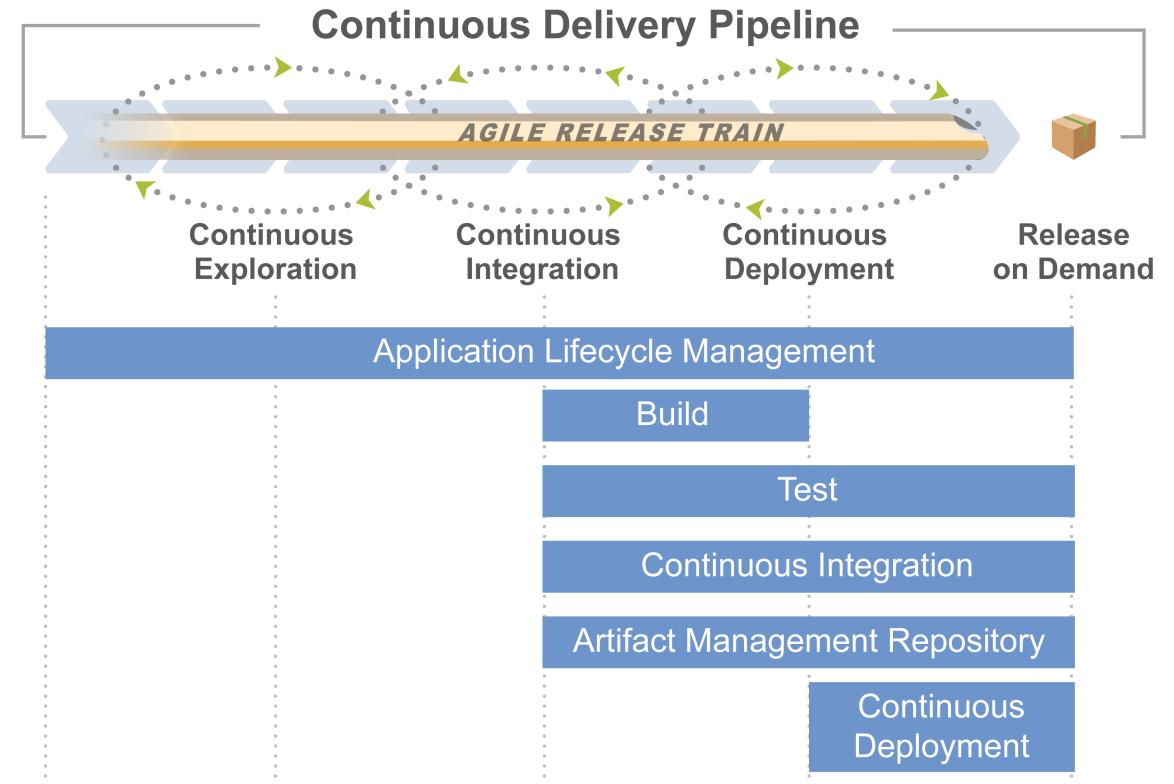 Continuous Delivery Pipeline
AGILE RELEASE TRAIN
Continuous
Exploration
Continuous
Integration
Continuous
Deployment
Release
on Demand
Application Lifecycle Management
Build
Test
Continuous Integration
Artifact Management Repository
Continuous
Deployment